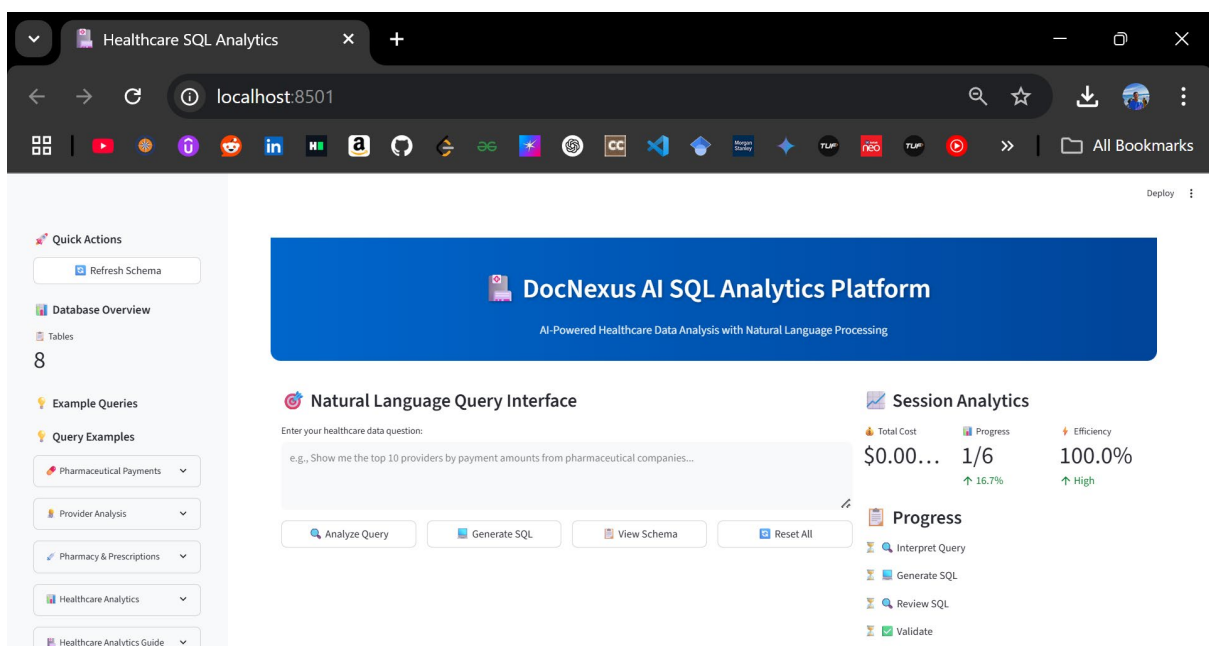 Healthcare SQL Analytics
localhost:8501
All Bookmarks
Deploy
Quick Actions
Refresh Schema
Database Overview
Tables
8
Example Queries
Query Examples
Pharmaceutical Payments
Provider Analysis
Pharmacy & Prescriptions
Healthcare Analytics
Healthcare Analytics Guide
DocNexus AI SQL Analytics Platform
AI-Powered Healthcare Data Analysis with Natural Language Processing
Natural Language Query Interface
Enter your healthcare data question:
e.g., Show me the top 10 providers by payment amounts from pharmaceutical companies...
Analyze Query
Generate SQL
View Schema
Reset All
Session Analytics
Total Cost
Progress
Efficiency
$0.00...
1/6
100.0%
↑ 16.7%
↑ High
Progress
Interpret Query
Generate SQL
Review SQL
Validate